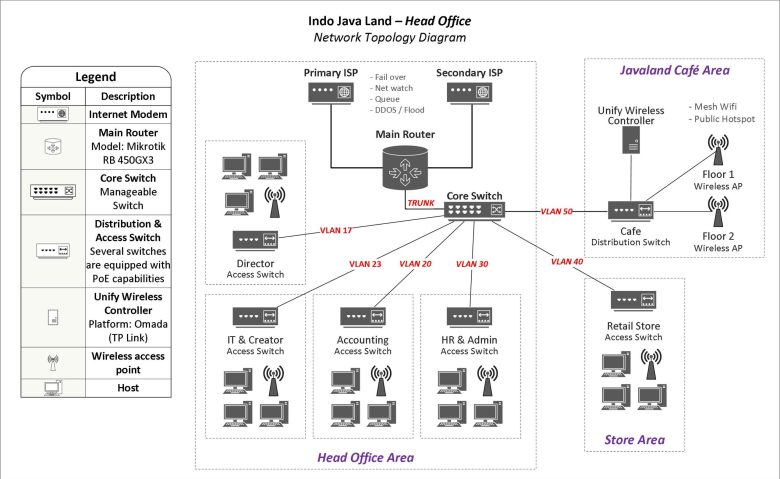 Indo Java Land – Head Office
Network Topology Diagram
Legend
Symbol Description
Internet Modem
Main Router
Model: Mikrotik
RB 450GX3
Core Switch
Manageable
Switch
Distribution &
Access Switch
Several switches
are equipped with
PoE capabilities
Unify Wireless
Controller
Platform: Omada
(TP Link)
Wireless access
point
Host
Primary ISP
Secondary ISP
- Fail over
- Net watch
- Queue
- DDOS / Flood
Main Router
TRUNK
Core Switch
VLAN 17
VLAN 50
VLAN 23
VLAN 20
VLAN 30
VLAN 40
Director
Access Switch
IT & Creator
Access Switch
Accounting
Access Switch
HR & Admin
Access Switch
Head Office Area
Javaland Café Area
Unify Wireless
Controller
- Mesh Wifi
- Public Hotspot
Floor 1
Wireless AP
Cafe
Distribution Switch
Floor 2
Wireless AP
Retail Store
Access Switch
Store Area